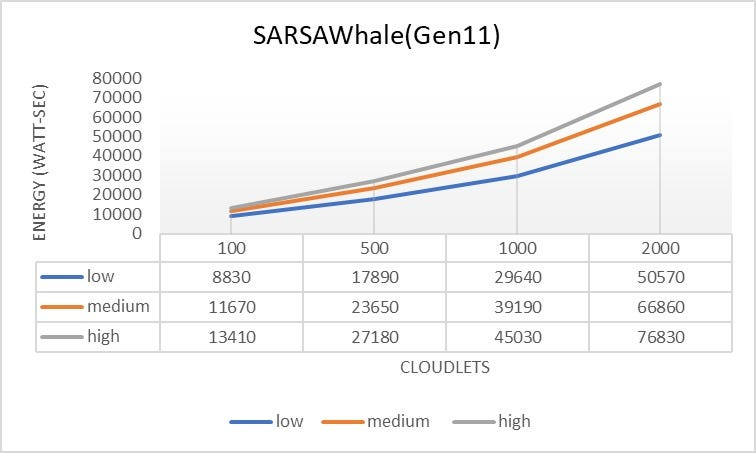 SARSAWhale(Gen11)
ENERGY (WATT-SEC)
80000
70000
60000
50000
40000
30000
20000
10000
0
100 500 1000 2000
low 8830 17890 29640 50570
medium 11670 23650 39190 66860
high 13410 27180 45030 76830
CLOUDLETS
low medium high